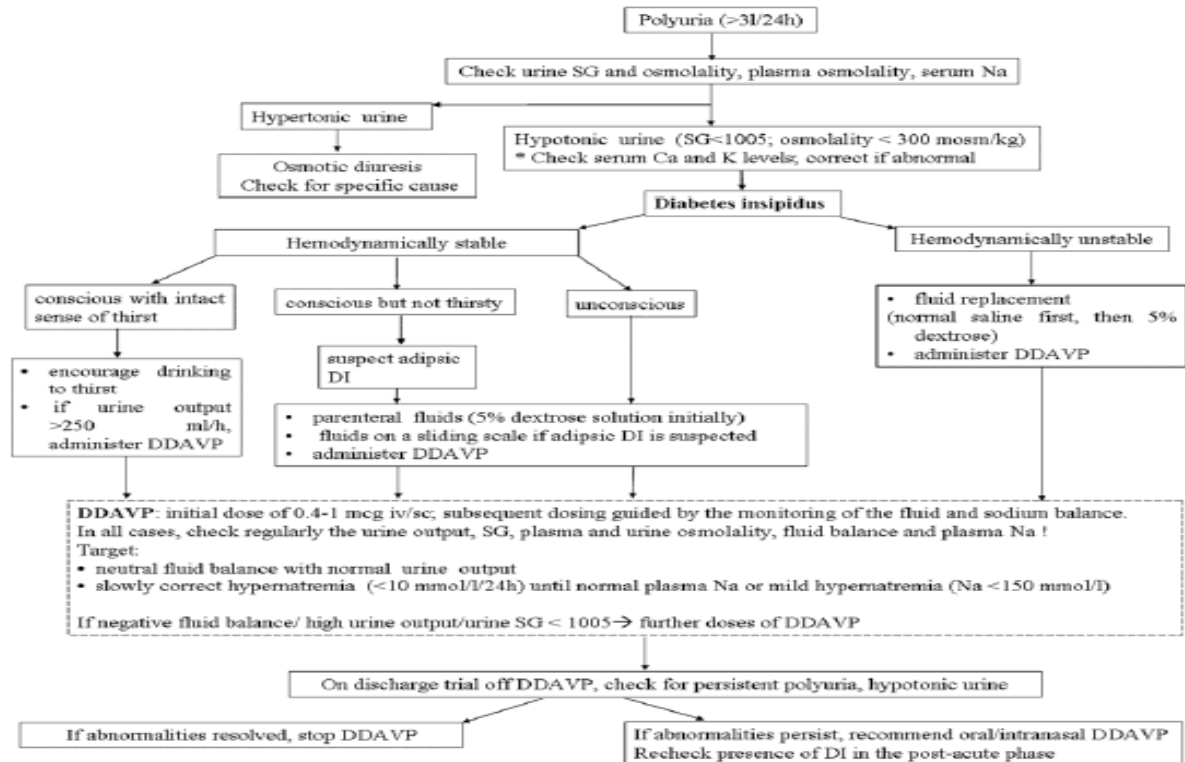 Polyuria (>3l/24h)
Check urine SG and osmolality, plasma osmolality, serum Na
Hypertonic urine
Osmotic diuresis
Check for specific cause
Hypotonic urine (SG<1005; osmolality < 300 mosm/kg)
* Check serum Ca and K levels; correct if abnormal
Diabetes insipidus
Hemodynamically stable
Hemodynamically unstable
conscious with intact
sense of thirst
conscious but not thirsty
unconscious
• fluid replacement
(normal saline first, then 5%
dextrose)
• administer DDAVP
suspect adipsic
DI
• encourage drinking
to thirst
• if urine output
>250 ml/h,
administer DDAVP
• parenteral fluids (5% dextrose solution initially)
• fluids on a sliding scale if adipsic DI is suspected
• administer DDAVP
DDAVP: initial dose of 0.4-1 mcg iv/sc; subsequent dosing guided by the monitoring of the fluid and sodium balance.
In all cases, check regularly the urine output, SG, plasma and urine osmolality, fluid balance and plasma Na !
Target:
• neutral fluid balance with normal urine output
• slowly correct hypernatremia (<10 mmol/l/24h) until normal plasma Na or mild hypernatremia (Na <150 mmol/l)
If negative fluid balance/ high urine output/urine SG < 1005→ further doses of DDAVP
On discharge trial off DDAVP, check for persistent polyuria, hypotonic urine
If abnormalities resolved, stop DDAVP
If abnormalities persist, recommend oral/intranasal DDAVP
Recheck presence of DI in the post-acute phase